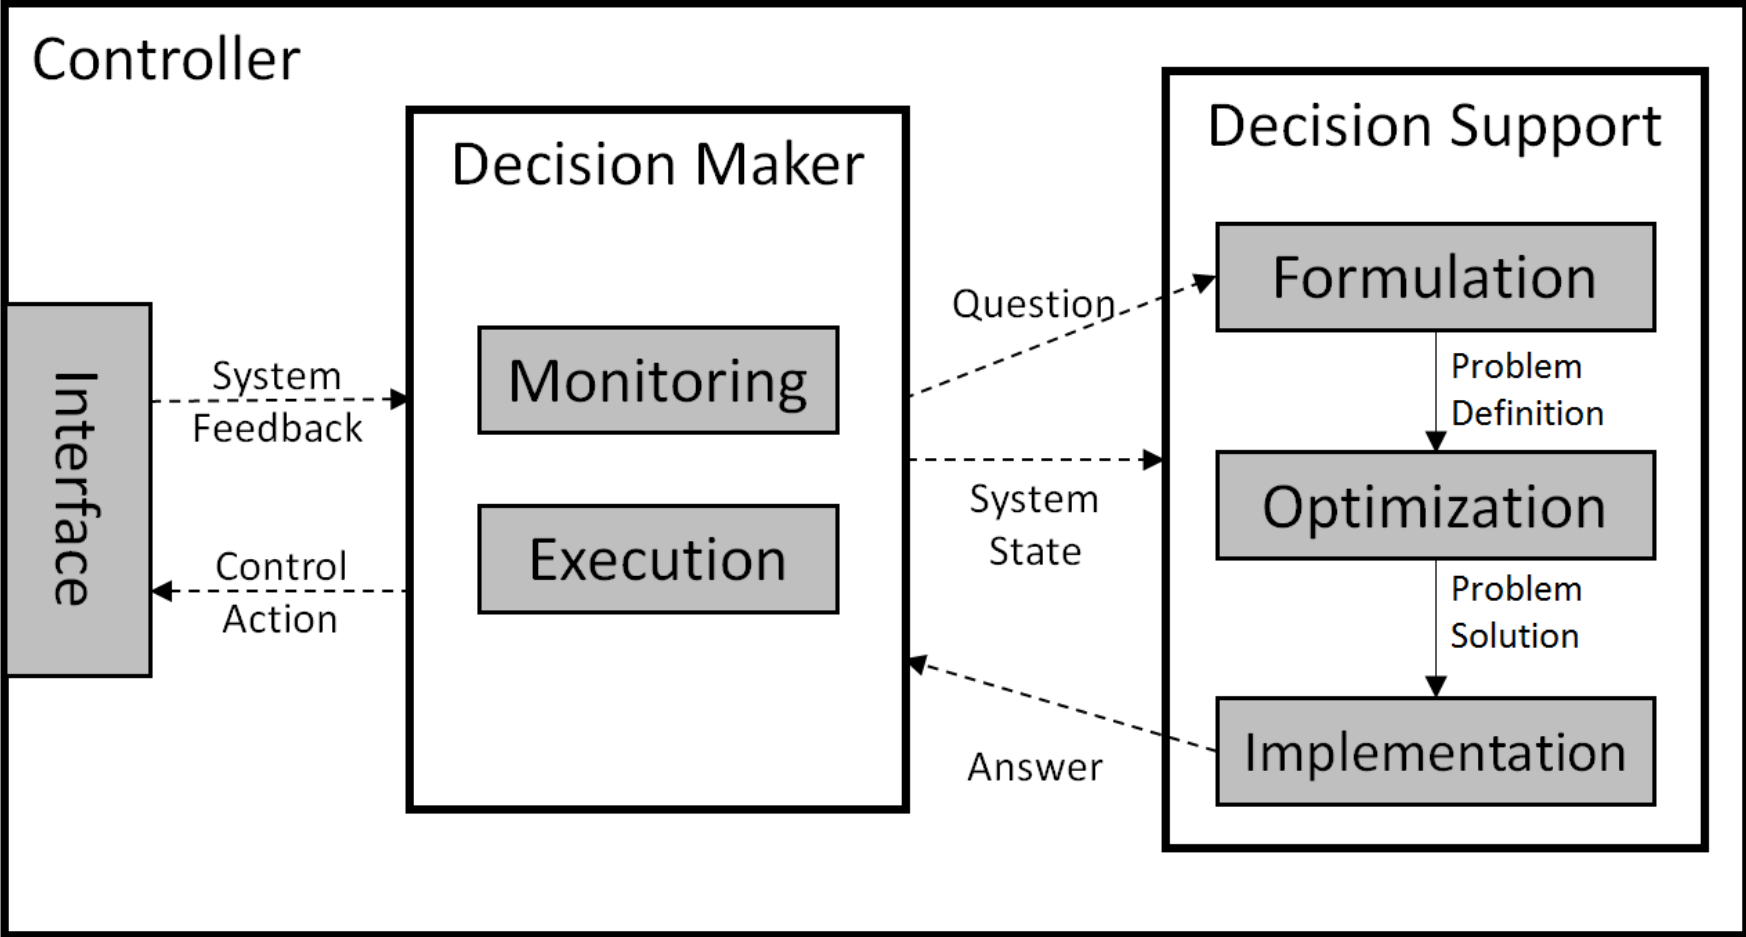 Controller
Interface
System
Feedback
Control
Action
Decision Maker
Monitoring
Execution
Question
System
State
Answer
Decision Support
Formulation
Problem
Definition
Optimization
Problem
Solution
Implementation